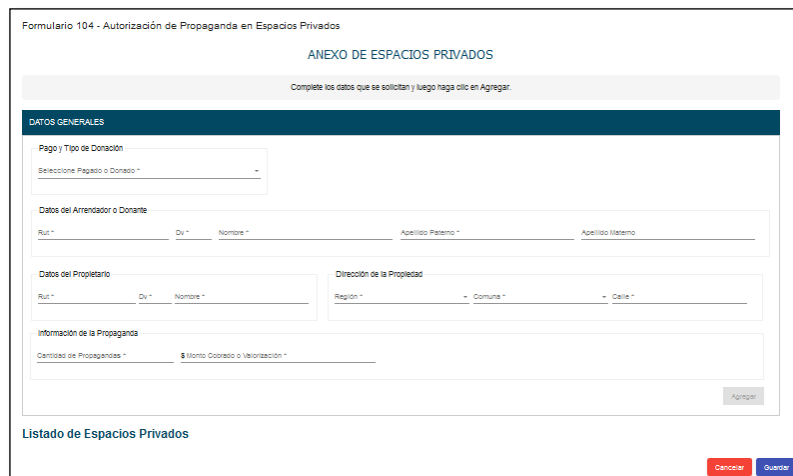 Formulario 104 - Autorización de Propaganda en Espacios Privados
ANEXO DE ESPACIOS PRIVADOS
Complete los datos que se solicitan y luego haga clic en Agregar.
DATOS GENERALES
Pago y Tipo de Donación
Seleccione Pagado o Donado *
Datos del Arrendador o Donante
Rut * Dv * Nombre * Apellido Paterno * Apellido Materno
Datos del Propietario Dirección de la Propiedad
Rut * Dv * Nombre * Región * Comuna * Calle *
Información de la Propaganda
Cantidad de Propagandas * $ Monto Cobrado o Valorización *
Agregar
Listado de Espacios Privados
Cancelar Guardar